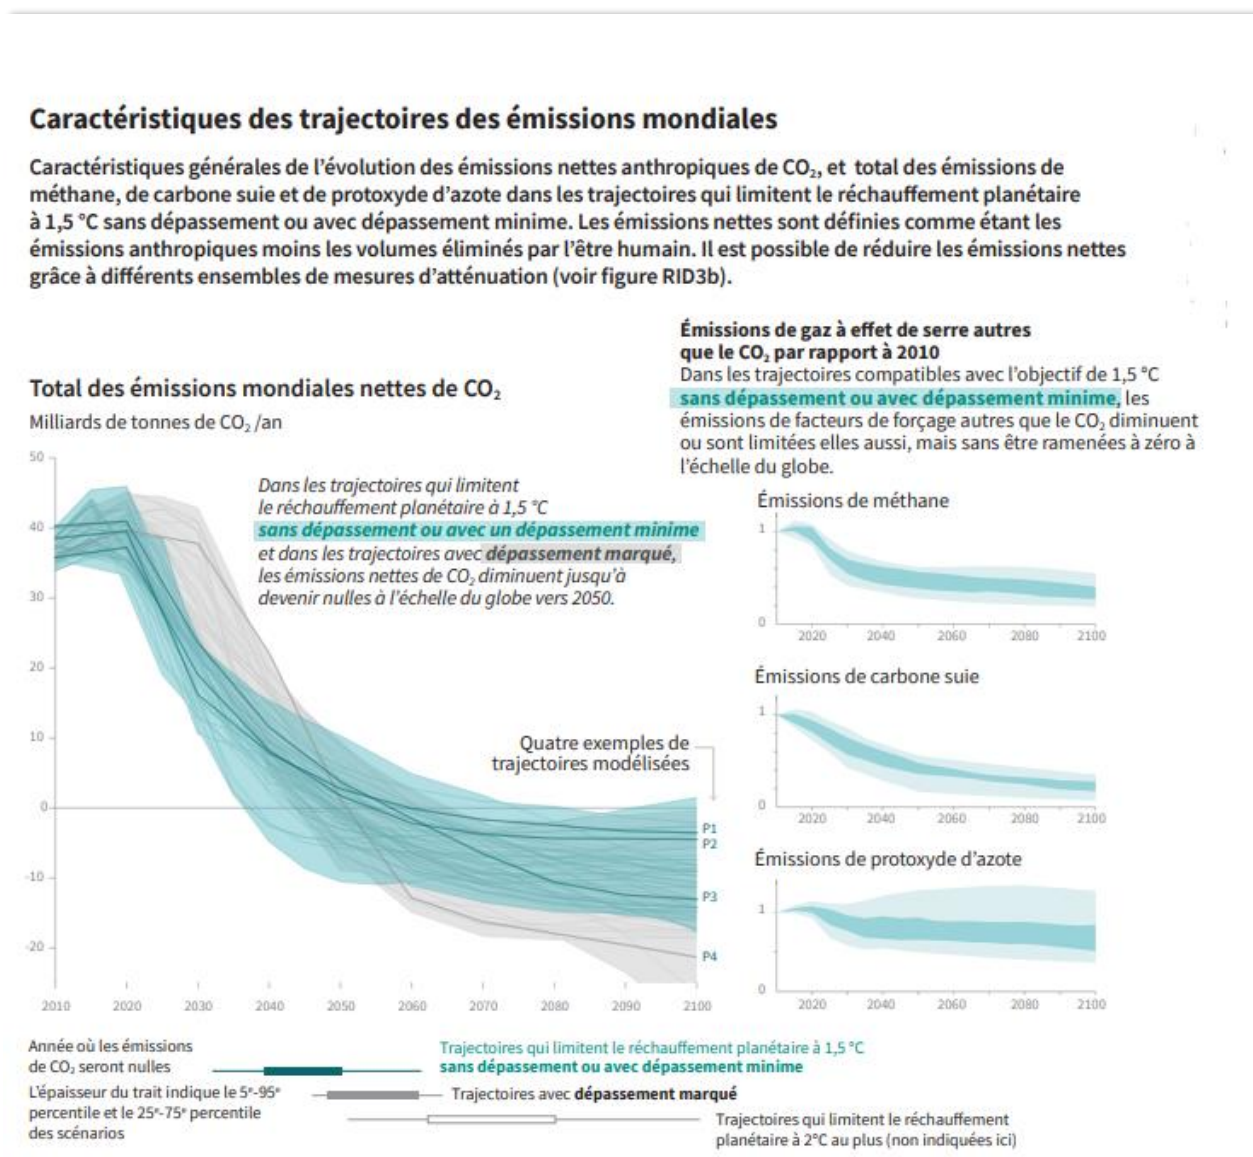 Caractéristiques des trajectoires des émissions mondiales
Caractéristiques générales de l'évolution des émissions nettes anthropiques de CO₂, et total des émissions de
méthane, de carbone suie et de protoxyde d'azote dans les trajectoires qui limitent le réchauffement planétaire
à 1,5 °C sans dépassement ou avec dépassement minime. Les émissions nettes sont définies comme étant les
émissions anthropiques moins les volumes éliminés par l'être humain. Il est possible de réduire les émissions nettes
grâce à différents ensembles de mesures d'atténuation (voir figure RID3b).
Total des émissions mondiales nettes de CO₂
Milliards de tonnes de CO₂ /an
50
40
30
20
10
0
-10
-20
2010 2020 2030 2040 2050 2060 2070 2080 2090 2100
Dans les trajectoires qui limitent
le réchauffement planétaire à 1,5 °C
sans dépassement ou avec un dépassement minime
et dans les trajectoires avec dépassement marqué,
les émissions nettes de CO₂ diminuent jusqu'à
devenir nulles à l'échelle du globe vers 2050.
Quatre exemples de
trajectoires modélisées
P1
P2
P3
P4
Émissions de gaz à effet de serre autres
que le CO₂ par rapport à 2010
Dans les trajectoires compatibles avec l'objectif de 1,5 °C
sans dépassement ou avec dépassement minime, les
émissions de facteurs de forçage autres que le CO₂ diminuent
ou sont limitées elles aussi, mais sans être ramenées à zéro à
l'échelle du globe.
Émissions de méthane
1
0
2020 2040 2060 2080 2100
Émissions de carbone suie
1
0
2020 2040 2060 2080 2100
Émissions de protoxyde d'azote
1
0
2020 2040 2060 2080 2100
Année où les émissions
de CO₂ seront nulles
L'épaisseur du trait indique le 5ᵉ-95ᵉ
percentile et le 25ᵉ-75ᵉ percentile
des scénarios
Trajectoires qui limitent le réchauffement planétaire à 1,5 °C
sans dépassement ou avec dépassement minime
Trajectoires avec dépassement marqué
Trajectoires qui limitent le réchauffement
planétaire à 2°C au plus (non indiquées ici)